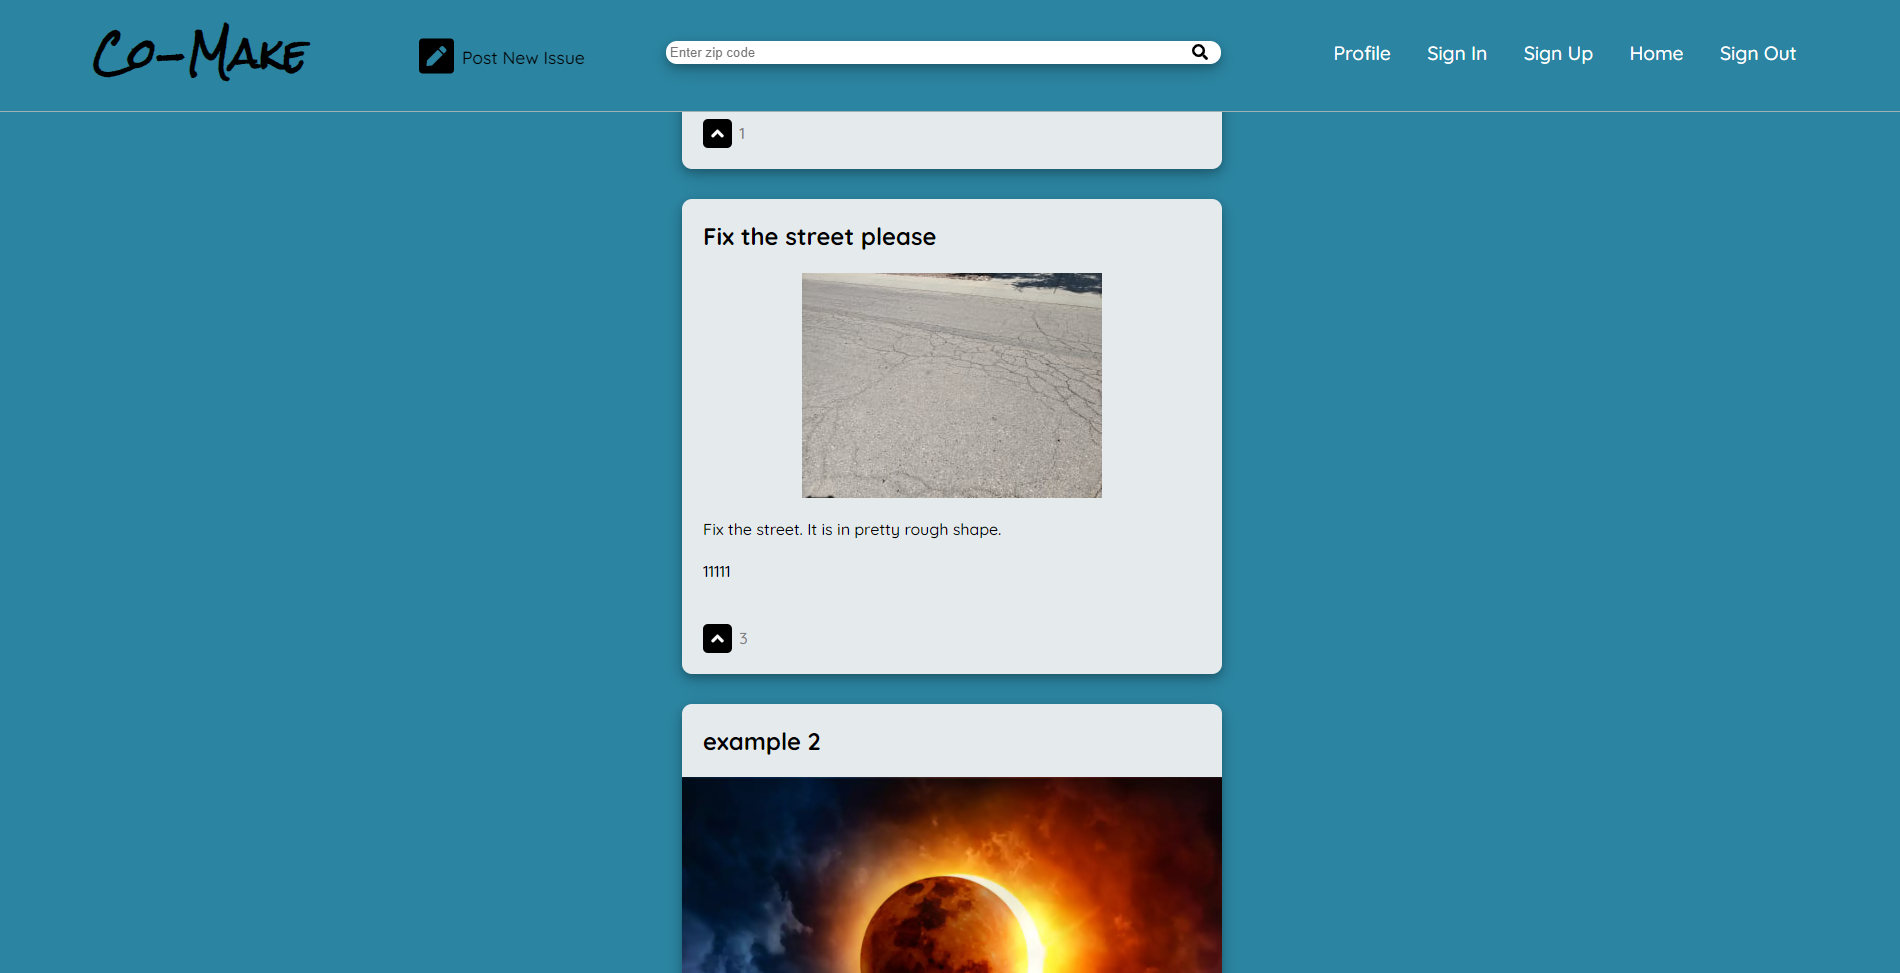 Co-Make
Post New Issue
Enter zip code
Profile
Sign In
Sign Up
Home
Sign Out
1
Fix the street please
Fix the street. It is in pretty rough shape.
11111
3
example 2